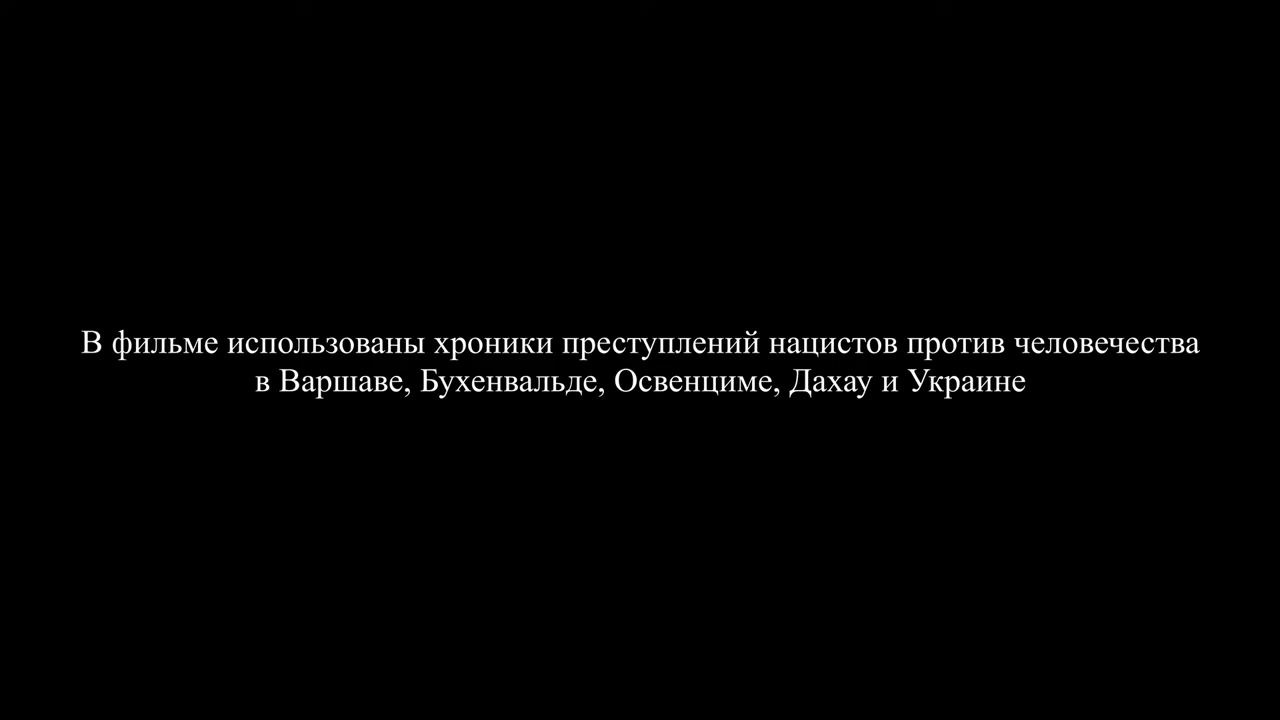 В фильме использованы хроники преступлений нацистов против человечества
в Варшаве, Бухенвальде, Освенциме, Дахау и Украине